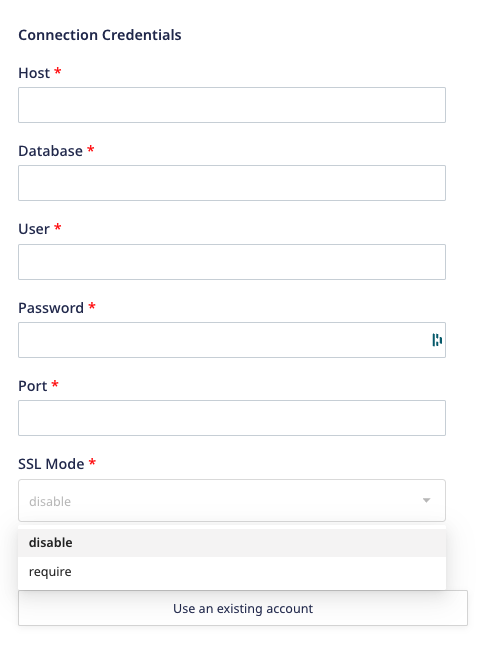 Connection Credentials
Host *
Database *
User *
Password *
Port *
SSL Mode *
disable
disable
require
Use an existing account